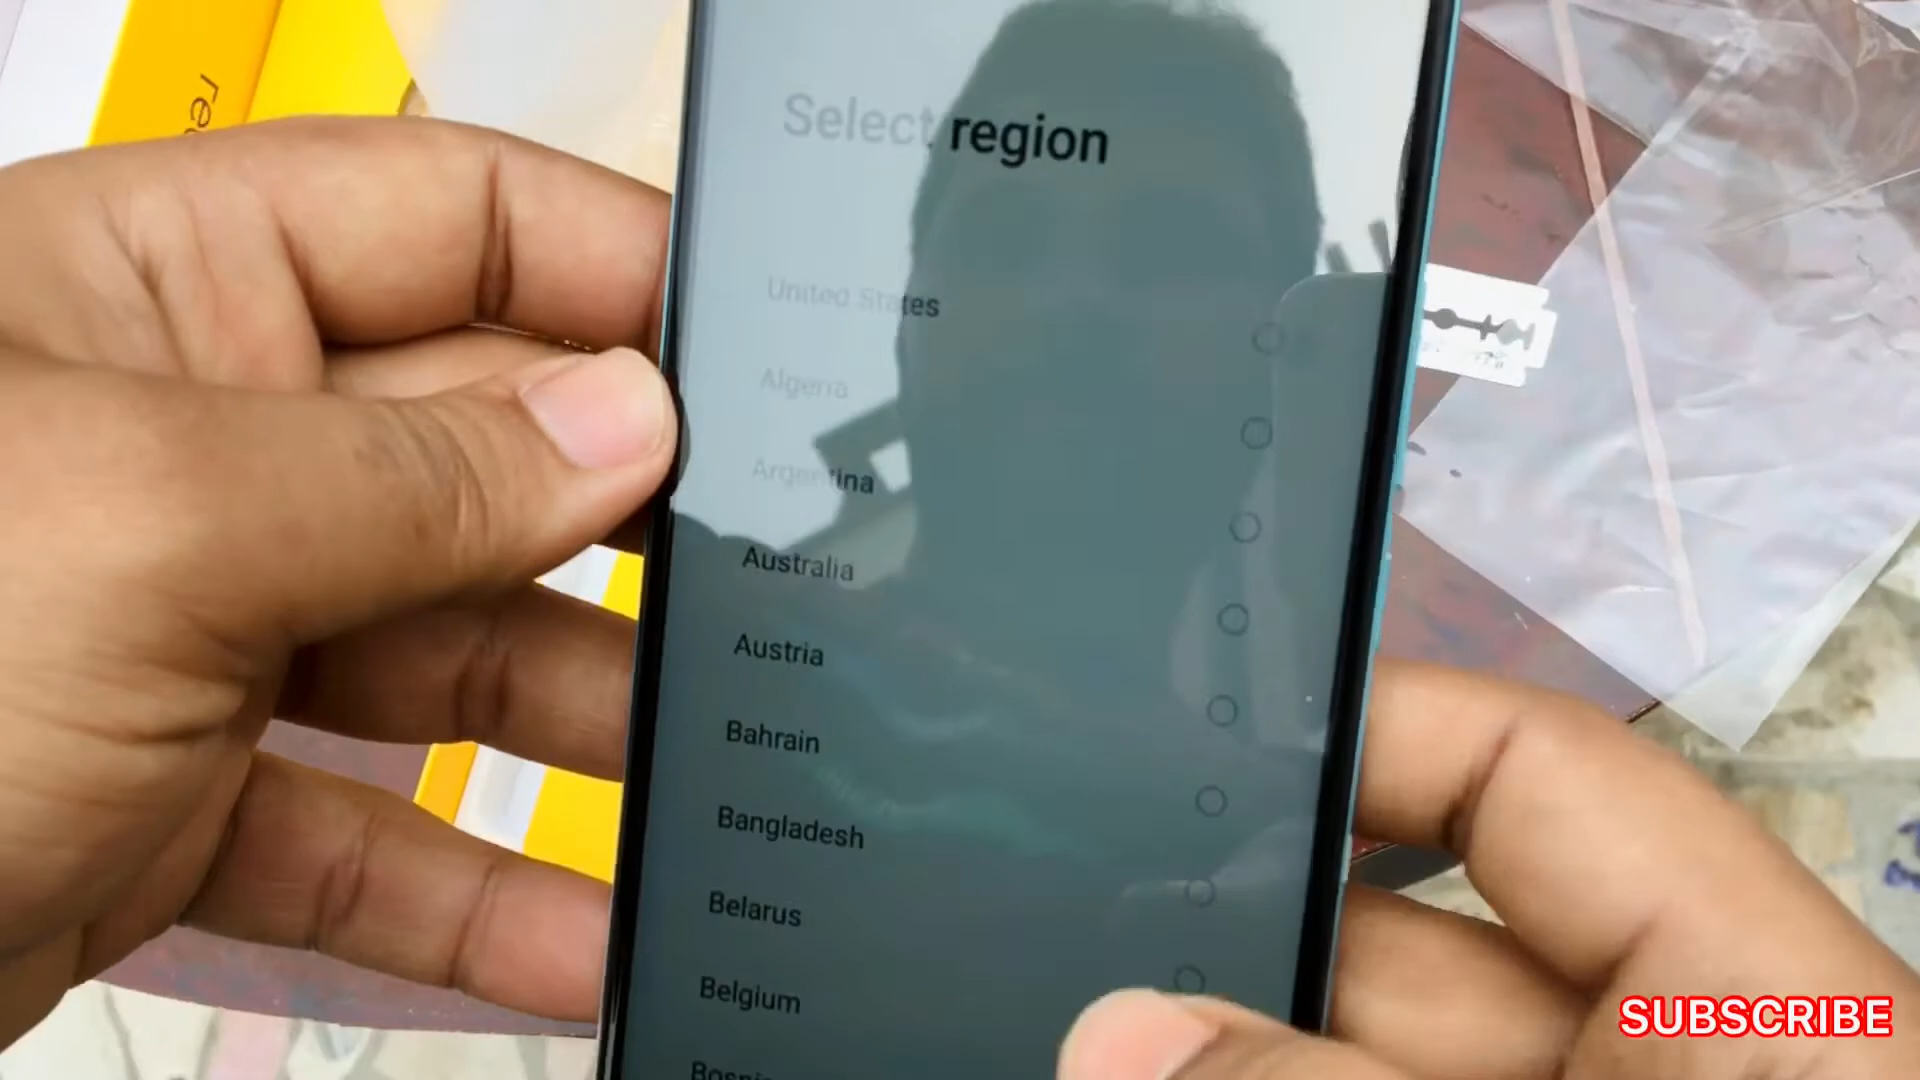 Select region
United States
Algeria
Argentina
Australia
Austria
Bahrain
Bangladesh
Belarus
Belgium
SUBSCRIBE